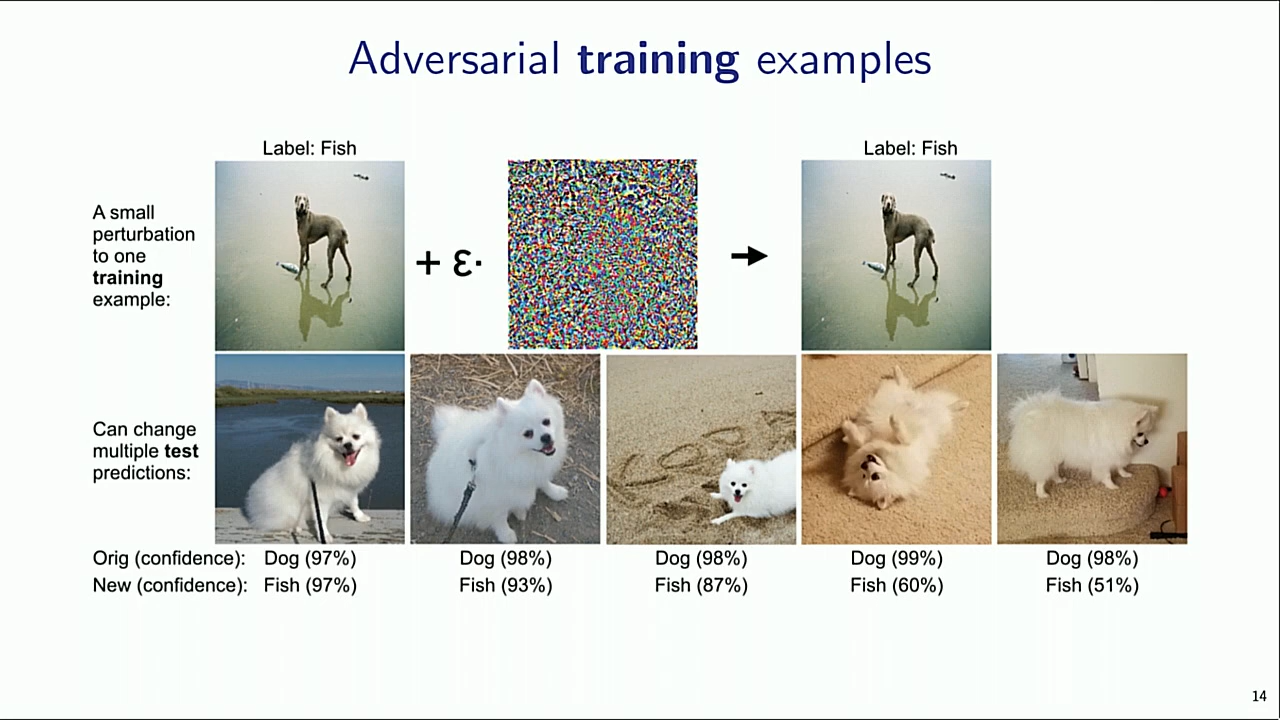 Adversarial training examples
Label: Fish
Label: Fish
A small
perturbation
to one
training
example:
+ ε·
Can change
multiple test
predictions:
Orig (confidence): Dog (97%) Dog (98%) Dog (98%) Dog (99%) Dog (98%)
New (confidence): Fish (97%) Fish (93%) Fish (87%) Fish (60%) Fish (51%)
14